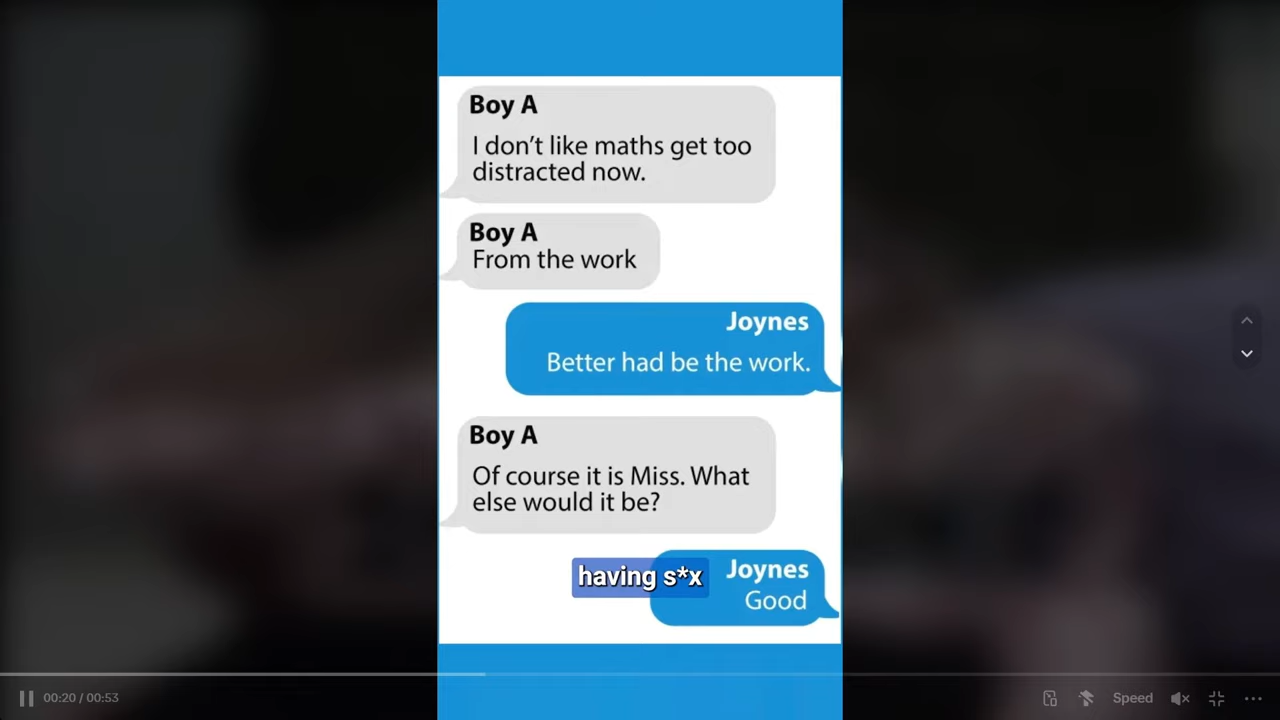 Boy A
I don't like maths get too
distracted now.
Boy A
From the work
Joynes
Better had be the work.
Boy A
Of course it is Miss. What
else would it be?
having s*x
Joynes
Good
00:20 / 00:53
Speed